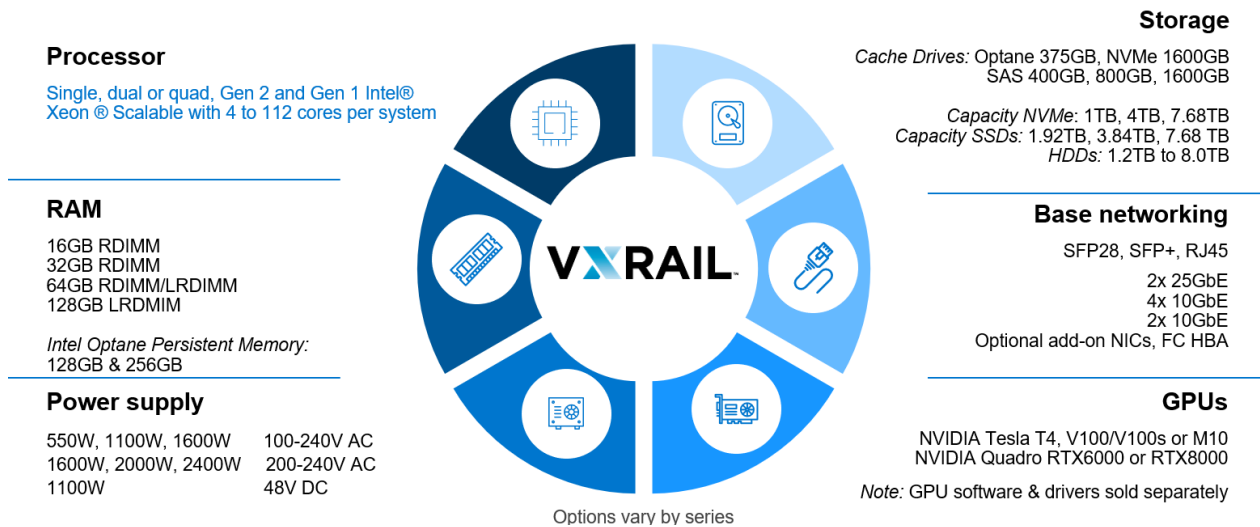 Processor
Single, dual or quad, Gen 2 and Gen 1 Intel®
Xeon ® Scalable with 4 to 112 cores per system
RAM
16GB RDIMM
32GB RDIMM
64GB RDIMM/LRDIMM
128GB LRDMIM
Intel Optane Persistent Memory:
128GB & 256GB
Power supply
550W, 1100W, 1600W 100-240V AC
1600W, 2000W, 2400W 200-240V AC
1100W 48V DC
VXRAIL™
Storage
Cache Drives: Optane 375GB, NVMe 1600GB
SAS 400GB, 800GB, 1600GB
Capacity NVMe: 1TB, 4TB, 7.68TB
Capacity SSDs: 1.92TB, 3.84TB, 7.68 TB
HDDs: 1.2TB to 8.0TB
Base networking
SFP28, SFP+, RJ45
2x 25GbE
4x 10GbE
2x 10GbE
Optional add-on NICs, FC HBA
GPUs
NVIDIA Tesla T4, V100/V100s or M10
NVIDIA Quadro RTX6000 or RTX8000
Note: GPU software & drivers sold separately
Options vary by series